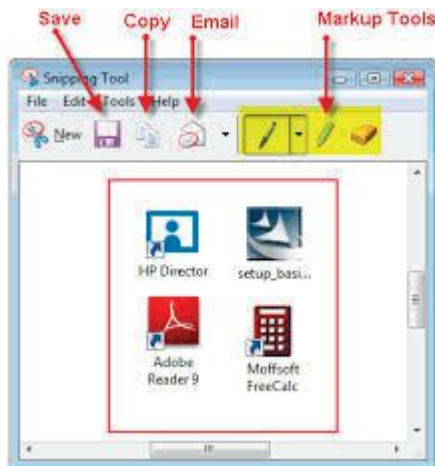 Save Copy Email Markup Tools
Snipping Tool
File Edit Tools Help
New
HP Director setup_basi...
Adobe Moffsoft
Reader 9 FreeCalc